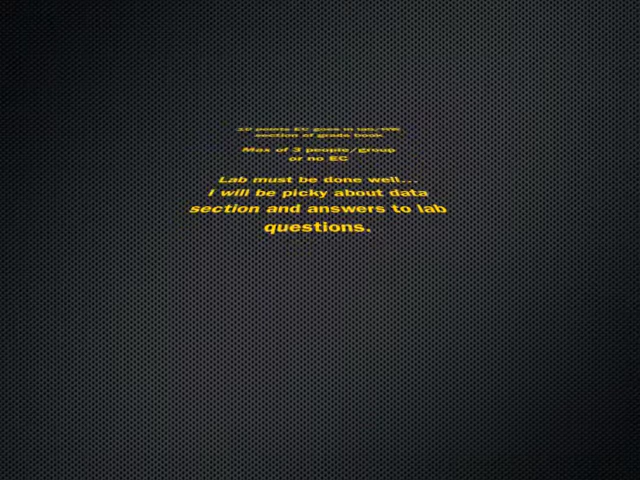 10 points EC goes in lab/HW
section of grade book
Max of 3 people/group
or no EC
Lab must be done well...
I will be picky about data
section and answers to lab
questions.